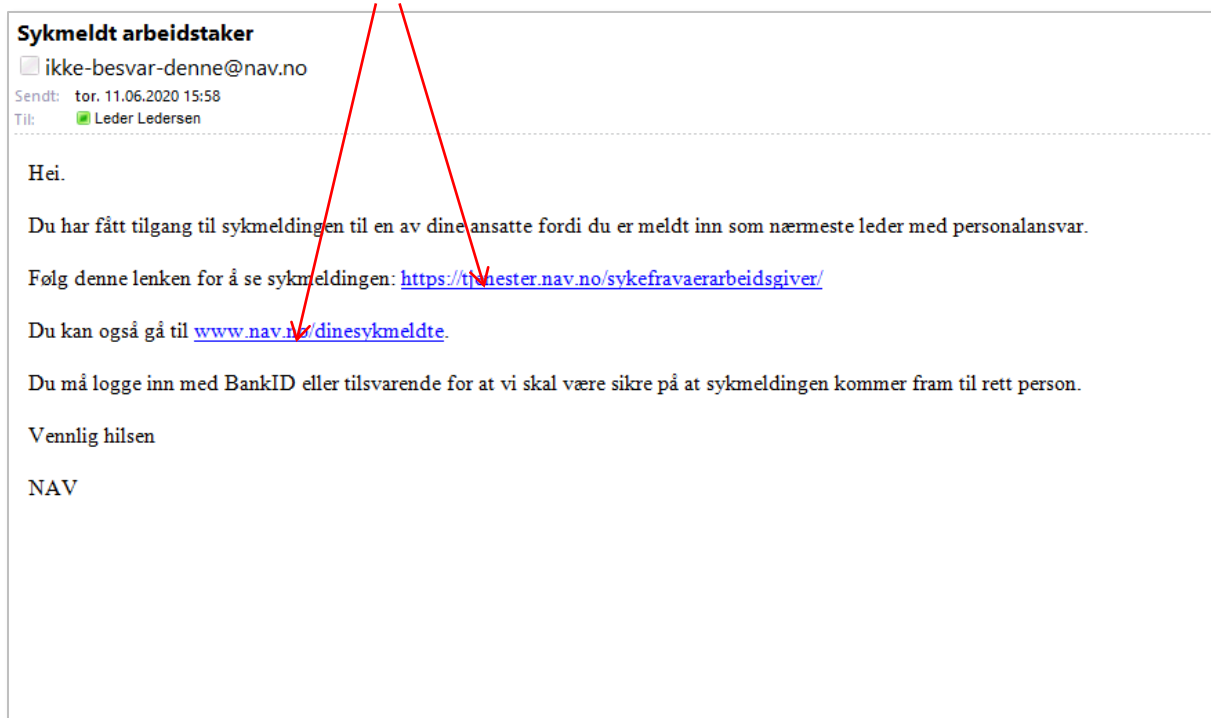 Sykmeldt arbeidstaker
ikke-besvar-denne@nav.no
Sendt: tor. 11.06.2020 15:58
Til: Leder Ledersen
Hei.
Du har fått tilgang til sykmeldingen til en av dine ansatte fordi du er meldt inn som nærmeste leder med personalansvar.
Følg denne lenken for å se sykmeldingen: https://tjenester.nav.no/sykefravaerarbeidsgiver/
Du kan også gå til www.nav.no/dinesykmeldte.
Du må logge inn med BankID eller tilsvarende for at vi skal være sikre på at sykmeldingen kommer fram til rett person.
Vennlig hilsen
NAV